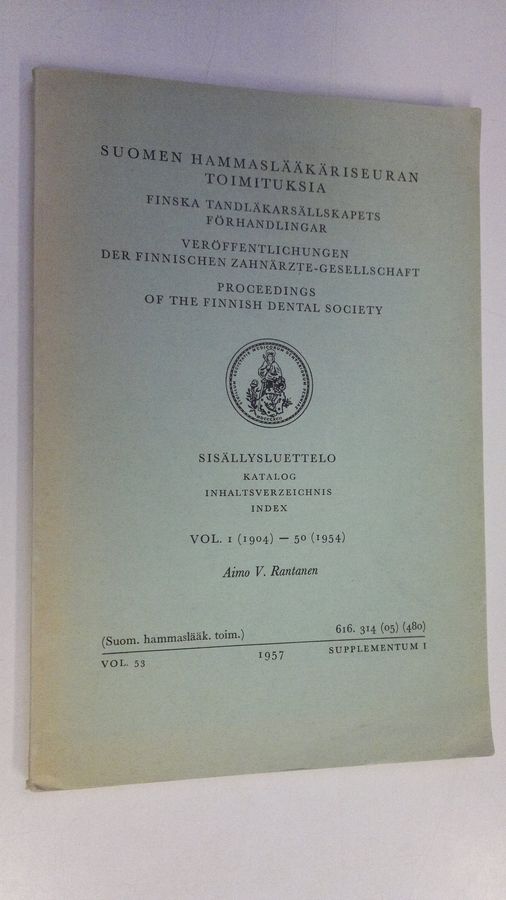 SUOMEN HAMMASLÄÄKÄRISEURAN
TOIMITUKSIA
FINSKA TANDLÄKARSÄLLSKAPETS
FÖRHANDLINGAR
VERÖFFENTLICHUNGEN
DER FINNISCHEN ZAHNÄRZTE-GESELLSCHAFT
PROCEEDINGS
OF THE FINNISH DENTAL SOCIETY
SISÄLLYSLUETTELO
KATALOG
INHALTSVERZEICHNIS
INDEX
VOL. 1 (1904) — 50 (1954)
Aimo V. Rantanen
(Suom. hammaslääk. toim.) 616. 314 (05) (480)
VOL. 53 1957 SUPPLEMENTUM I